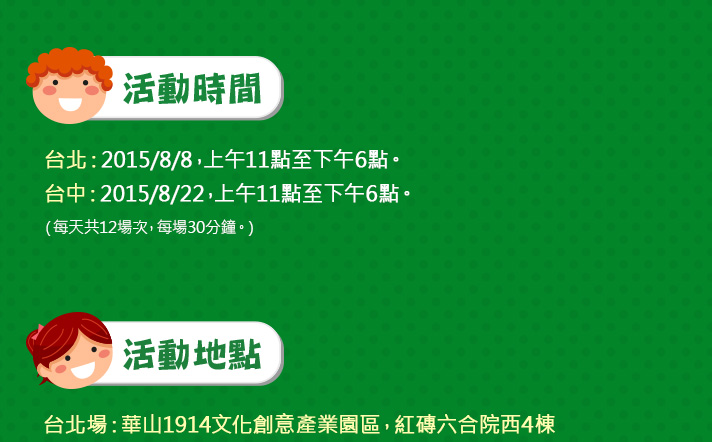 活動時間
台北：2015/8/8，上午11點至下午6點。
台中：2015/8/22，上午11點至下午6點。
(每天共12場次，每場30分鐘。)
活動地點
台北場：華山1914文化創意產業園區，紅磚六合院西4棟